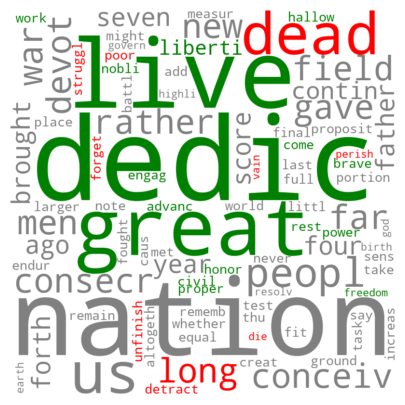 work seven measur new hallow dead
might govern liberti
struggl poor nobli add
war devot live field
battl highli contin
brought place rather gave father
forget score final proposit
dedic come perish brave
engag vain last full portion
larger note advanc world littl far
men great rest power god
ago fought caus met honor four sens birth
endur year civil never peopl take
consecr proper resolv freedom
nation
remain rememb test task say
forth unfinish altogeth whether thu fit increas
us equal die creat ground
long conceiv
earth detract